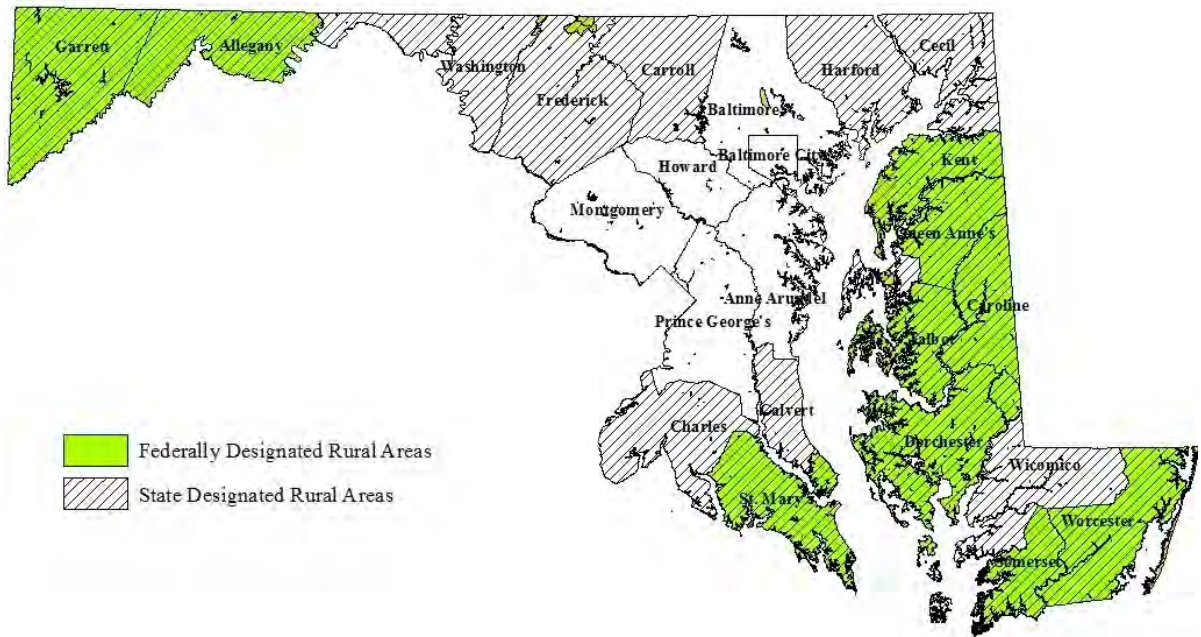 Garrett
Allegany
Washington
Frederick
Carroll
Harford
Cecil
Baltimore
Baltimore City
Howard
Montgomery
Kent
Queen Anne's
Anne Arundel
Prince George's
Caroline
Talbot
Charles
Calvert
Dorchester
St. Mary's
Wicomico
Worcester
Somerset
Federally Designated Rural Areas
State Designated Rural Areas